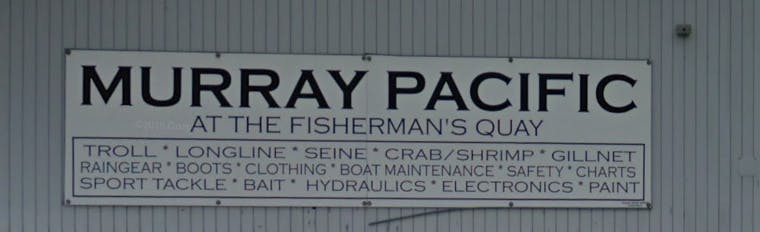 MURRAY PACIFIC
AT THE FISHERMAN'S QUAY
TROLL * LONGLINE * SEINE * CRAB/SHRIMP * GILLNET
RAINGEAR * BOOTS * CLOTHING * BOAT MAINTENANCE * SAFETY * CHARTS
SPORT TACKLE * BAIT * HYDRAULICS * ELECTRONICS * PAINT